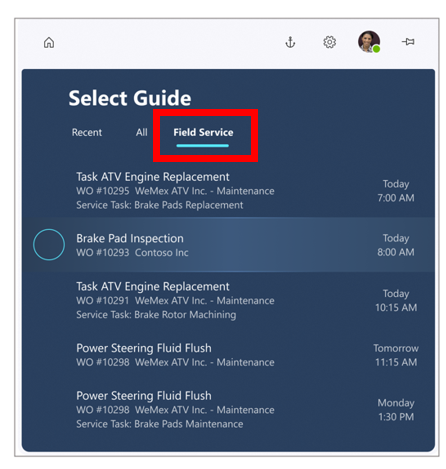 Select Guide
Recent All Field Service
Task ATV Engine Replacement
WO #10295 WeMex ATV Inc. - Maintenance
Service Task: Brake Pads Replacement
Today
7:00 AM
Brake Pad Inspection
WO #10293 Contoso Inc
Today
8:00 AM
Task ATV Engine Replacement
WO #10291 WeMex ATV Inc. - Maintenance
Service Task: Brake Rotor Machining
Today
10:15 AM
Power Steering Fluid Flush
WO #10298 WeMex ATV Inc. - Maintenance
Tomorrow
11:15 AM
Power Steering Fluid Flush
WO #10298 WeMex ATV Inc. - Maintenance
Service Task: Brake Pads Maintenance
Monday
1:30 PM